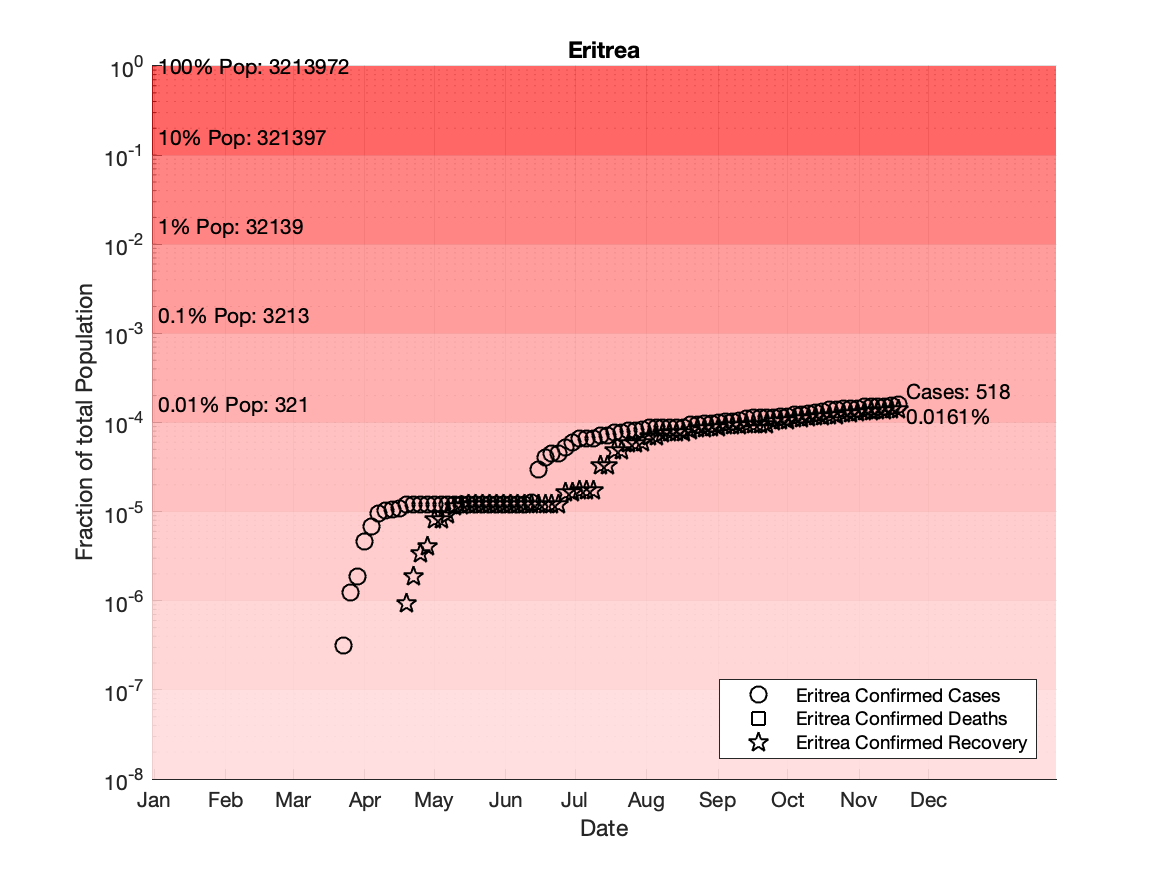 Eritrea
10^0
100% Pop: 3213972
10% Pop: 321397
10^-1
1% Pop: 32139
10^-2
0.1% Pop: 3213
10^-3
0.01% Pop: 321
10^-4
Cases: 518
0.0161%
10^-5
10^-6
10^-7
10^-8
Fraction of total Population
Eritrea Confirmed Cases
Eritrea Confirmed Deaths
Eritrea Confirmed Recovery
Jan Feb Mar Apr May Jun Jul Aug Sep Oct Nov Dec
Date